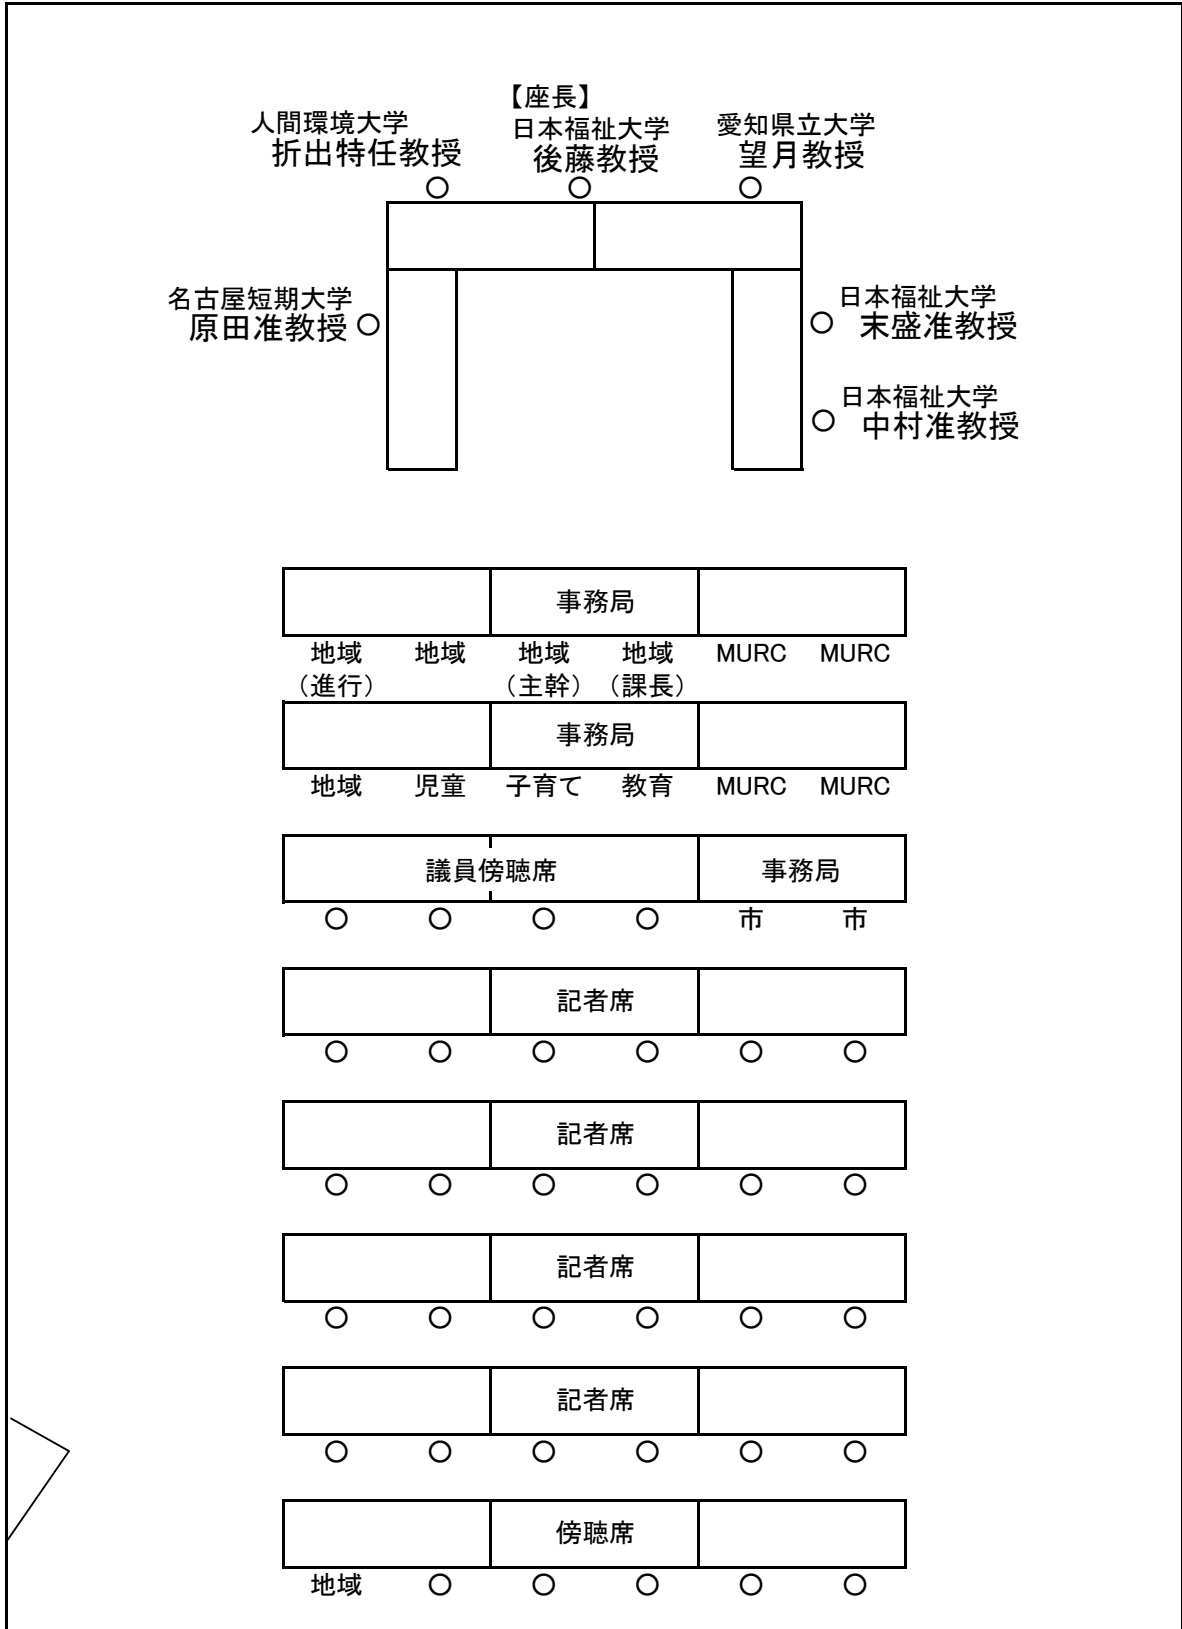 【座長】
人間環境大学 日本福祉大学 愛知県立大学
折出特任教授 後藤教授 望月教授
○ ○ ○
名古屋短期大学 日本福祉大学
原田准教授 ○ ○ 末盛准教授
日本福祉大学
○ 中村准教授
事務局
地域 地域 地域 地域 MURC MURC
（進行） （主幹） （課長）
事務局
地域 児童 子育て 教育 MURC MURC
議員傍聴席 事務局
○ ○ ○ ○ 市 市
記者席
○ ○ ○ ○ ○ ○
記者席
○ ○ ○ ○ ○ ○
記者席
○ ○ ○ ○ ○ ○
記者席
○ ○ ○ ○ ○ ○
傍聴席
地域 ○ ○ ○ ○ ○